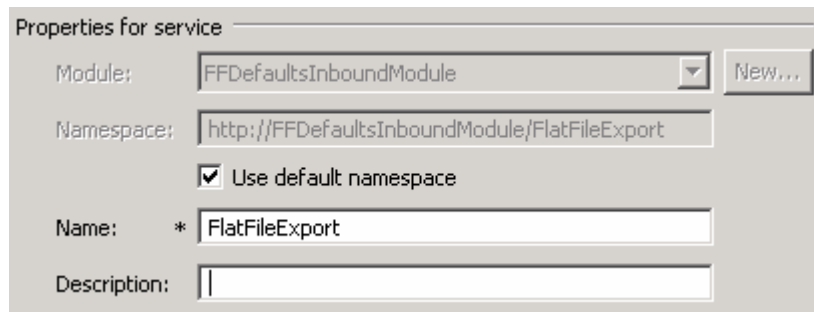 Properties for service
Module: FFDefaultsInboundModule New...
Namespace: http://FFDefaultsInboundModule/FlatFileExport
Use default namespace
Name: * FlatFileExport
Description: